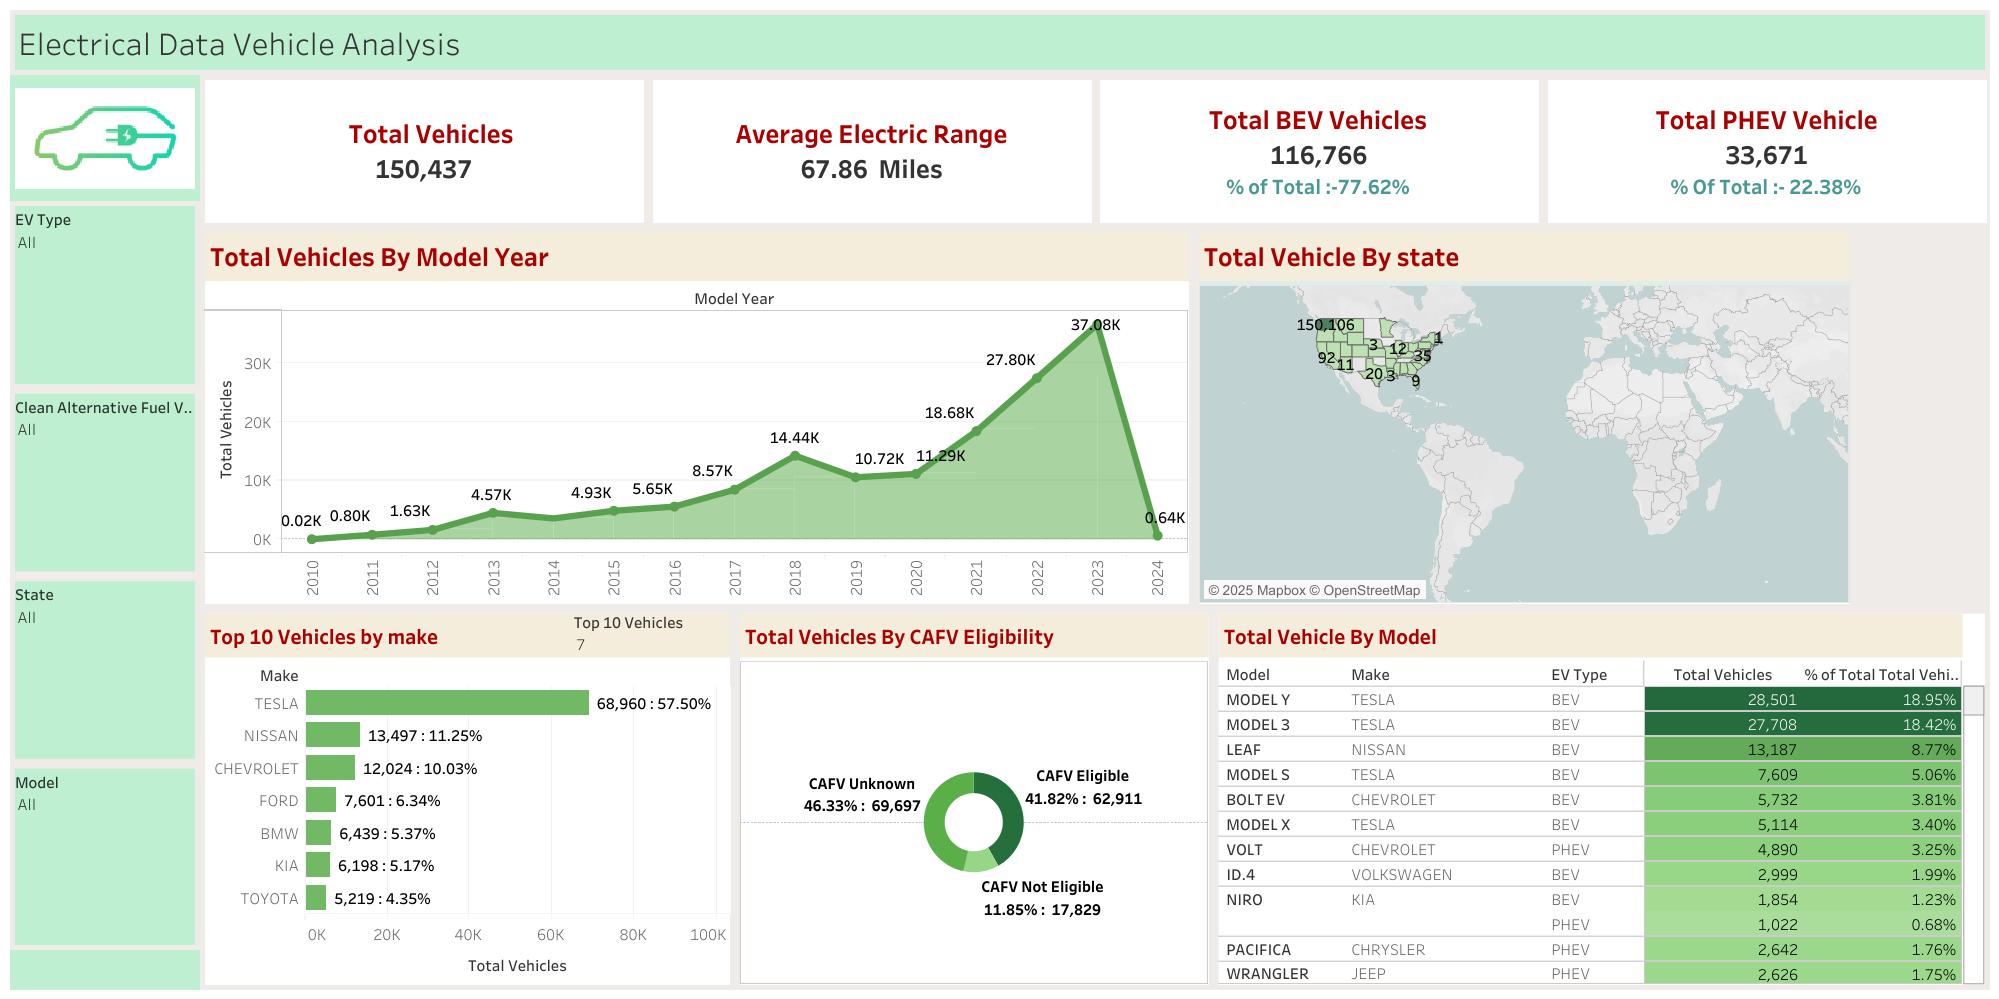 Electrical Data Vehicle Analysis
EV Type
All
Clean Alternative Fuel V..
All
State
All
Model
All
Total Vehicles
150,437
Average Electric Range
67.86 Miles
Total BEV Vehicles
116,766
% of Total :-77.62%
Total PHEV Vehicle
33,671
% Of Total :- 22.38%
Total Vehicles By Model Year
Model Year
Total Vehicles
30K
20K
10K
0K
0.02K
0.80K
1.63K
4.57K
4.93K
5.65K
8.57K
14.44K
10.72K
11.29K
18.68K
27.80K
37.08K
0.64K
2010
2011
2012
2013
2014
2015
2016
2017
2018
2019
2020
2021
2022
2023
2024
Total Vehicle By state
150,106
1
3
12
35
92
11
20
3
9
© 2025 Mapbox © OpenStreetMap
Top 10 Vehicles by make
Top 10 Vehicles
7
Make
TESLA 68,960 : 57.50%
NISSAN 13,497 : 11.25%
CHEVROLET 12,024 : 10.03%
FORD 7,601 : 6.34%
BMW 6,439 : 5.37%
KIA 6,198 : 5.17%
TOYOTA 5,219 : 4.35%
0K 20K 40K 60K 80K 100K
Total Vehicles
Total Vehicles By CAFV Eligibility
CAFV Unknown
46.33% : 69,697
CAFV Eligible
41.82% : 62,911
CAFV Not Eligible
11.85% : 17,829
Total Vehicle By Model
Model Make EV Type Total Vehicles % of Total Total Vehi..
MODEL Y TESLA BEV 28,501 18.95%
MODEL 3 TESLA BEV 27,708 18.42%
LEAF NISSAN BEV 13,187 8.77%
MODEL S TESLA BEV 7,609 5.06%
BOLT EV CHEVROLET BEV 5,732 3.81%
MODEL X TESLA BEV 5,114 3.40%
VOLT CHEVROLET PHEV 4,890 3.25%
ID.4 VOLKSWAGEN BEV 2,999 1.99%
NIRO KIA BEV 1,854 1.23%
PHEV 1,022 0.68%
PACIFICA CHRYSLER PHEV 2,642 1.76%
WRANGLER JEEP PHEV 2,626 1.75%